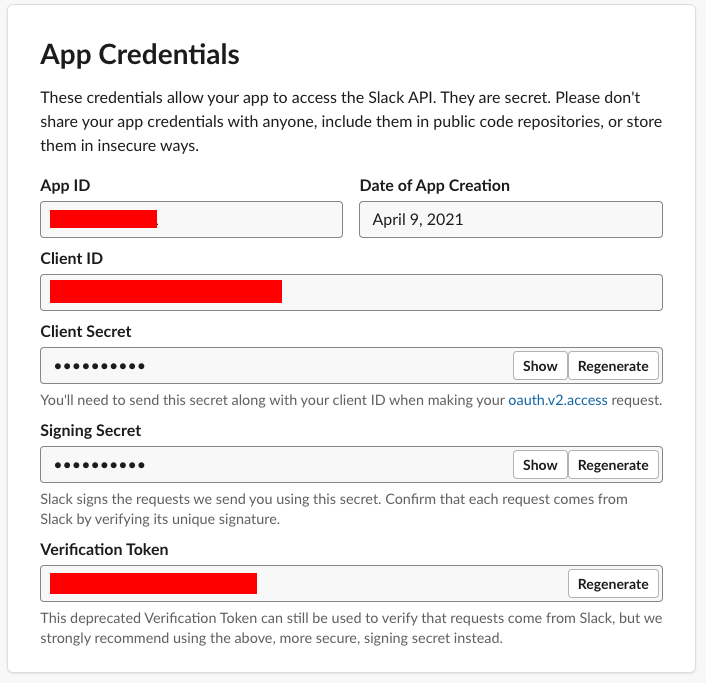 App Credentials
These credentials allow your app to access the Slack API. They are secret. Please don't
share your app credentials with anyone, include them in public code repositories, or store
them in insecure ways.
App ID
Date of App Creation
April 9, 2021
Client ID
Client Secret
••••••••••
Show
Regenerate
You'll need to send this secret along with your client ID when making your oauth.v2.access request.
Signing Secret
••••••••••
Show
Regenerate
Slack signs the requests we send you using this secret. Confirm that each request comes from
Slack by verifying its unique signature.
Verification Token
Regenerate
This deprecated Verification Token can still be used to verify that requests come from Slack, but we
strongly recommend using the above, more secure, signing secret instead.